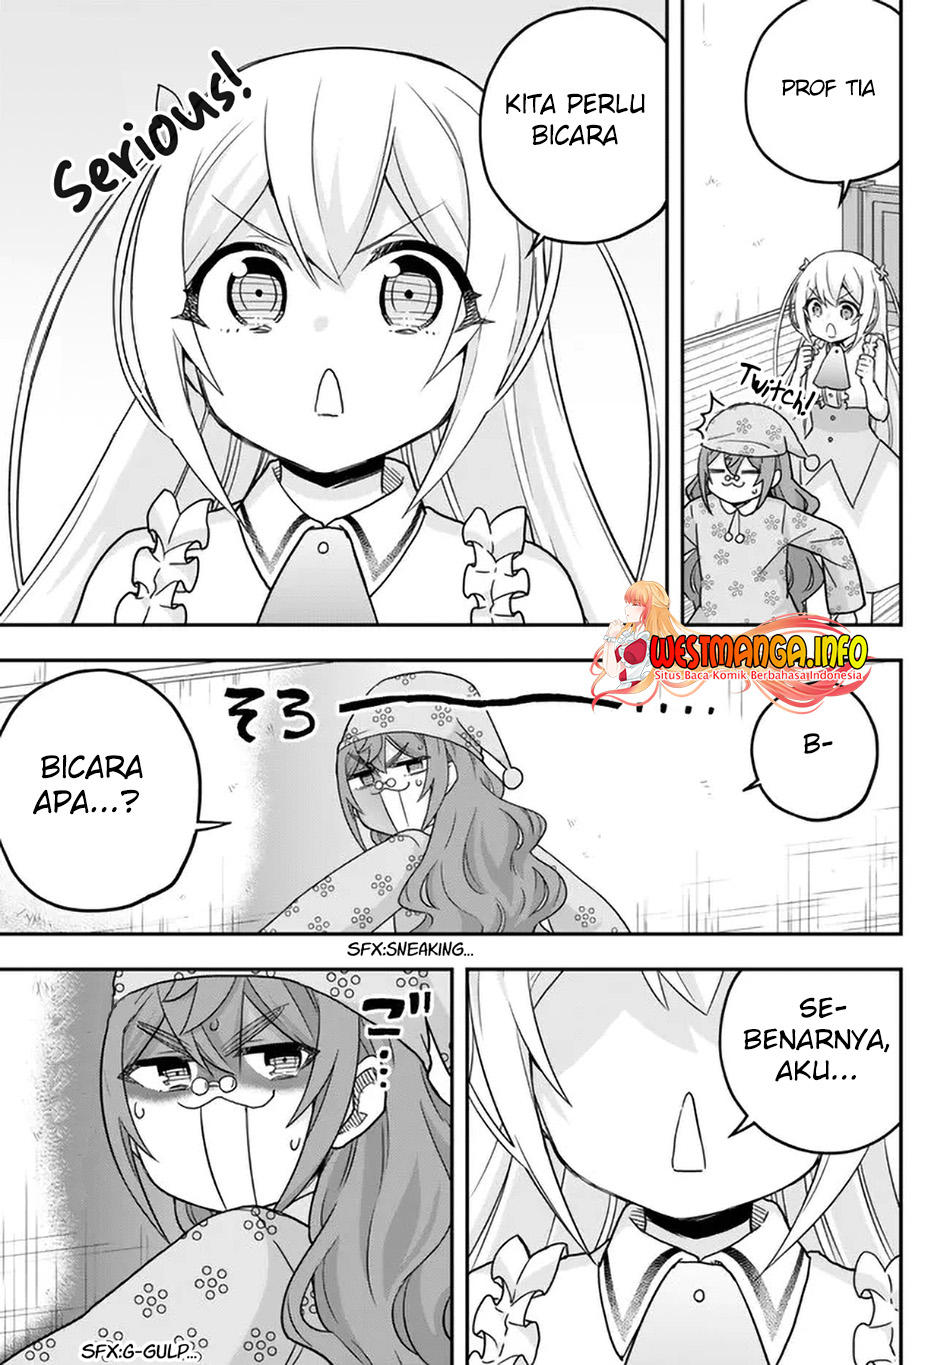 PROF TIA
Twitch!
KITA PERLU
BICARA
Serious!
WESTMANGA.INFO
Situs Baca Komik Berbahasa Indonesia
B-
そろ
BICARA
APA...?
SFX:SNEAKING...
SE-
BENARNYA,
AKU...
SFX:G-GULP...